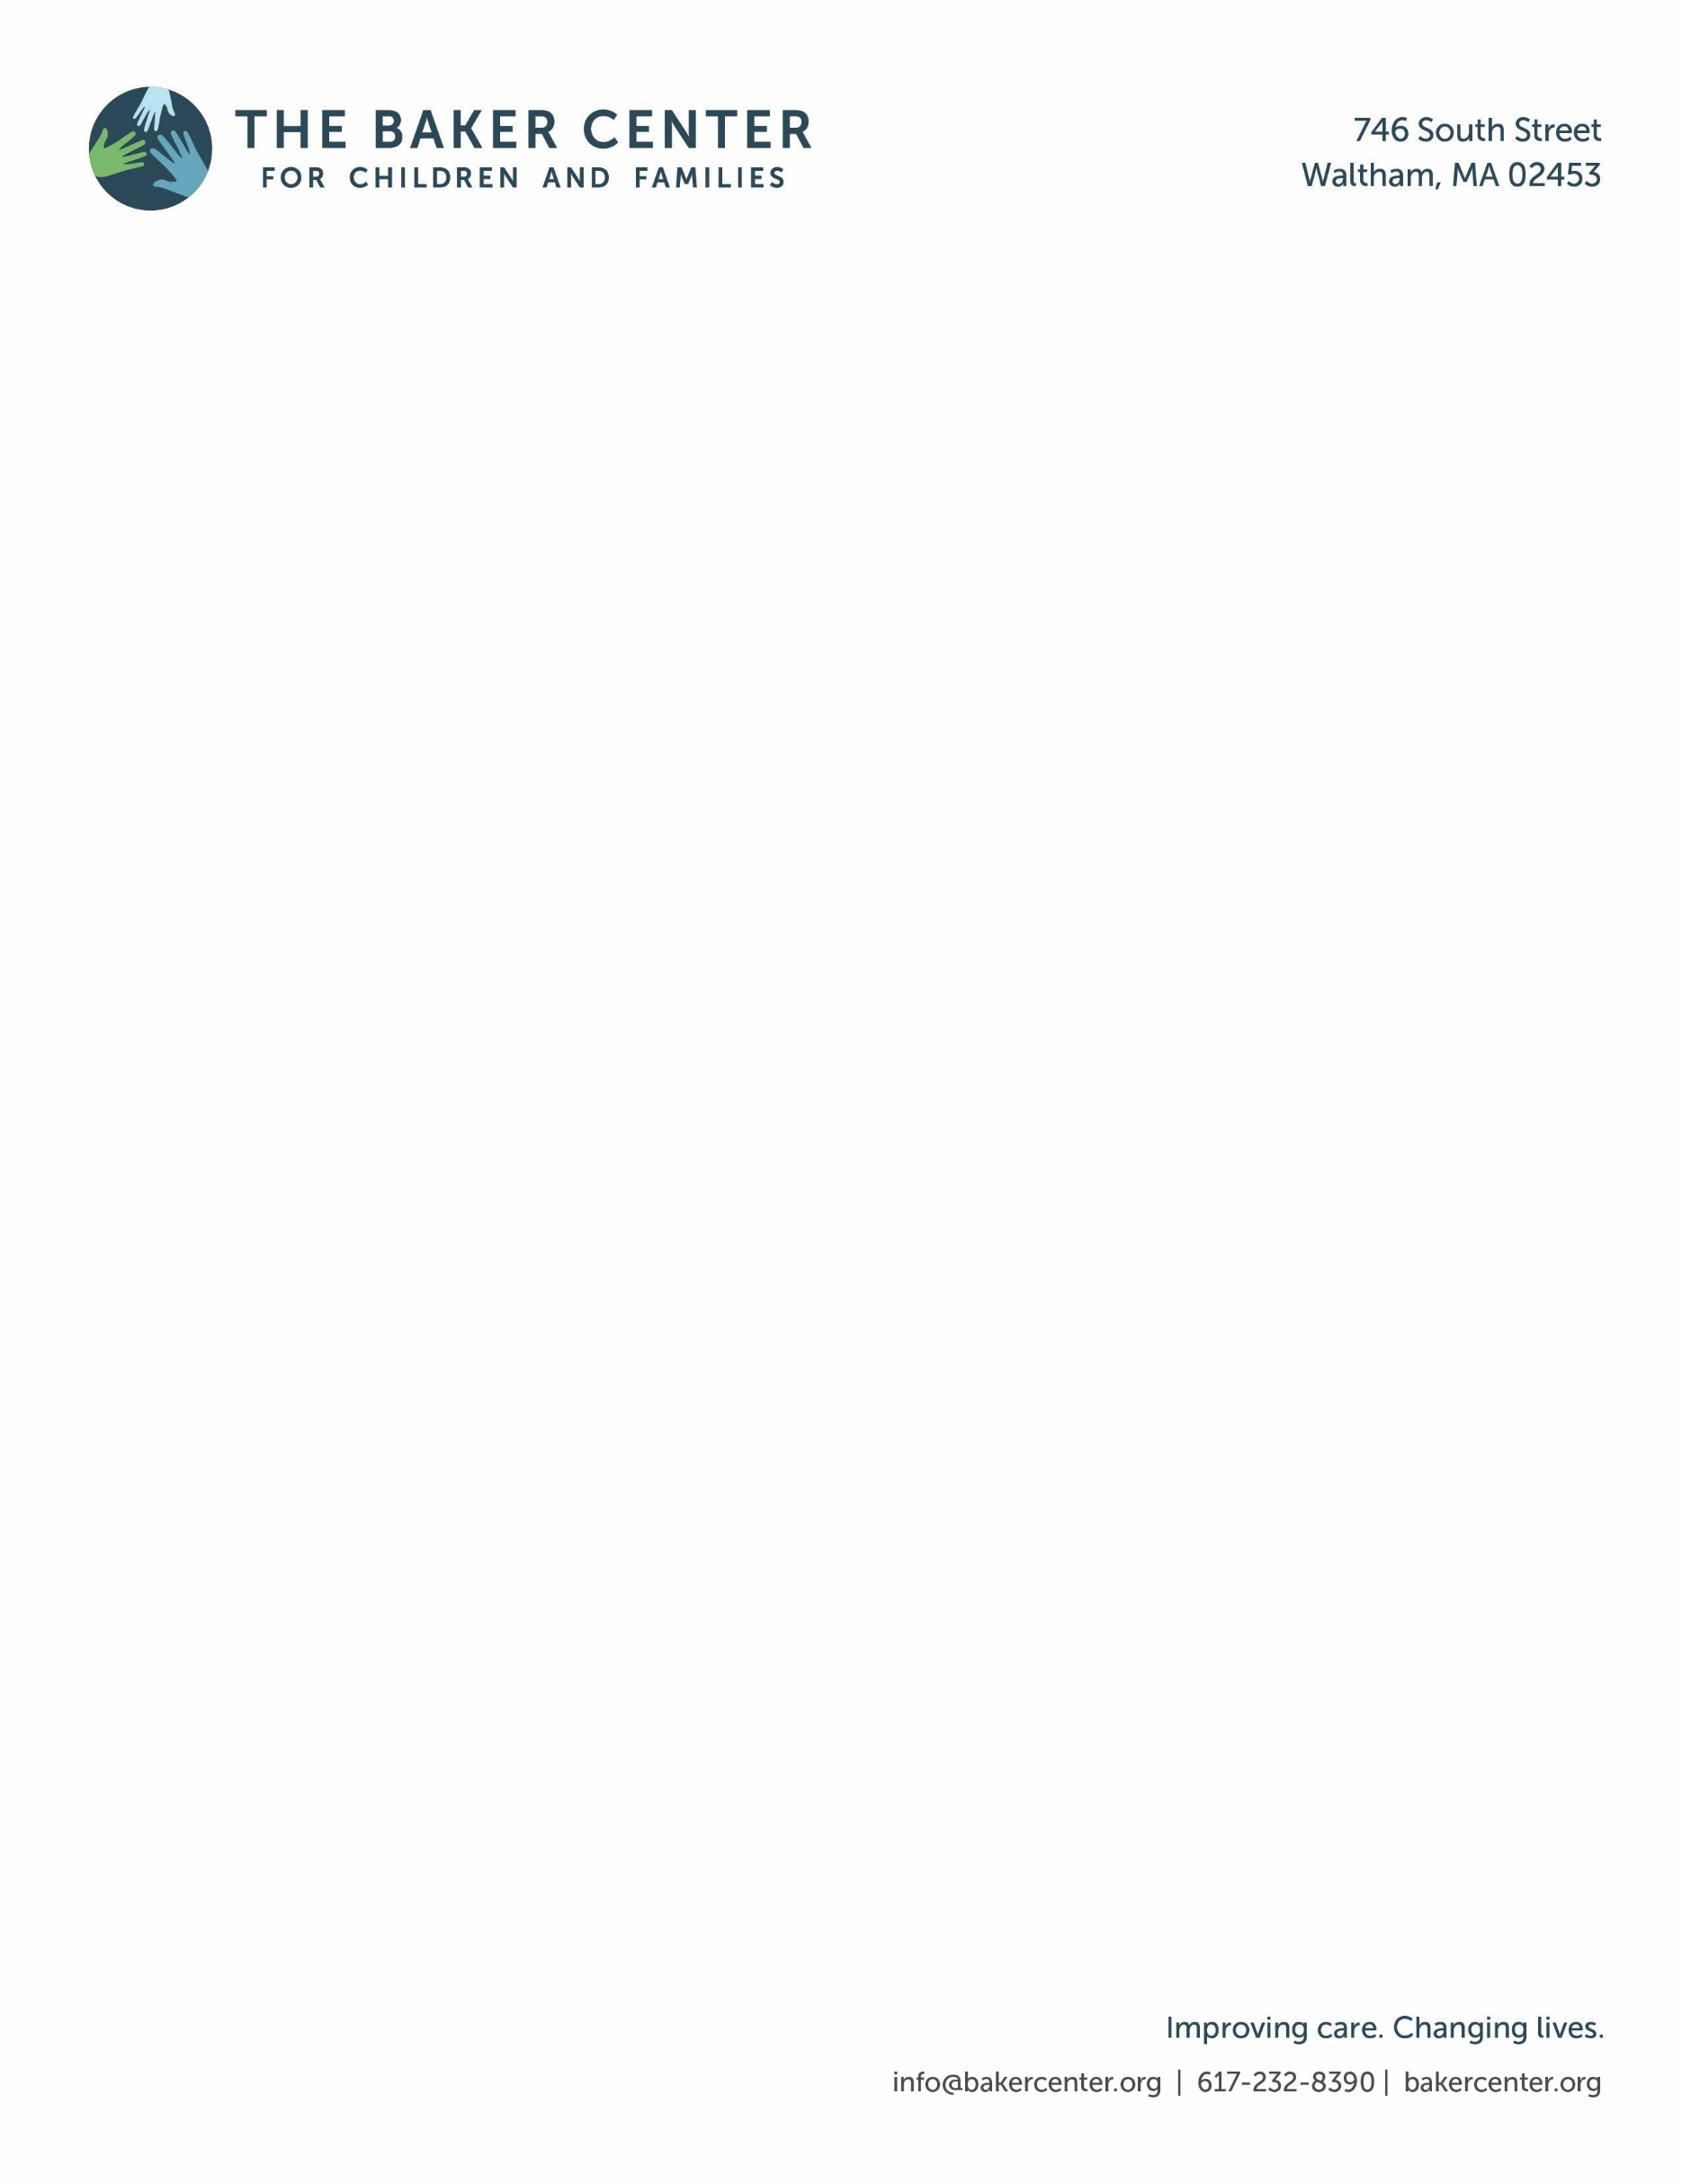 THE BAKER CENTER
FOR CHILDREN AND FAMILIES
746 South Street
Waltham, MA 02453
Improving care. Changing lives.
info@bakercenter.org | 617-232-8390 | bakercenter.org